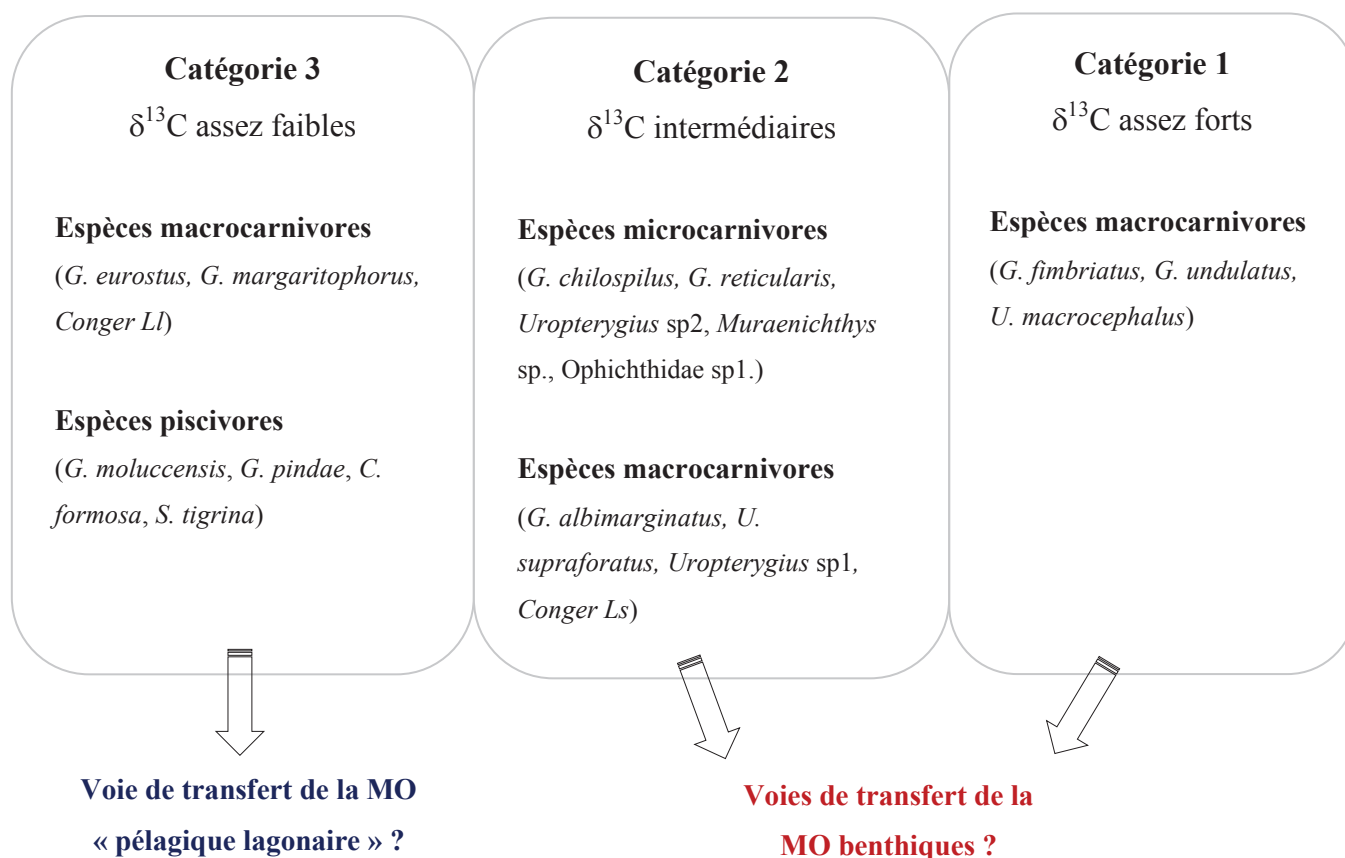 Catégorie 3
δ¹³C assez faibles
Espèces macrocarnivores
(G. eurostus, G. margaritophorus,
Conger Ll)
Espèces piscivores
(G. moluccensis, G. pindae, C.
formosa, S. tigrina)
Catégorie 2
δ¹³C intermédiaires
Espèces microcarnivores
(G. chilospilus, G. reticularis,
Uropterygius sp2, Muraenichthys
sp., Ophichthidae sp1.)
Espèces macrocarnivores
(G. albimarginatus, U.
supraforatus, Uropterygius sp1,
Conger Ls)
Catégorie 1
δ¹³C assez forts
Espèces macrocarnivores
(G. fimbriatus, G. undulatus,
U. macrocephalus)
Voie de transfert de la MO
« pélagique lagonaire » ?
Voies de transfert de la
MO benthiques ?